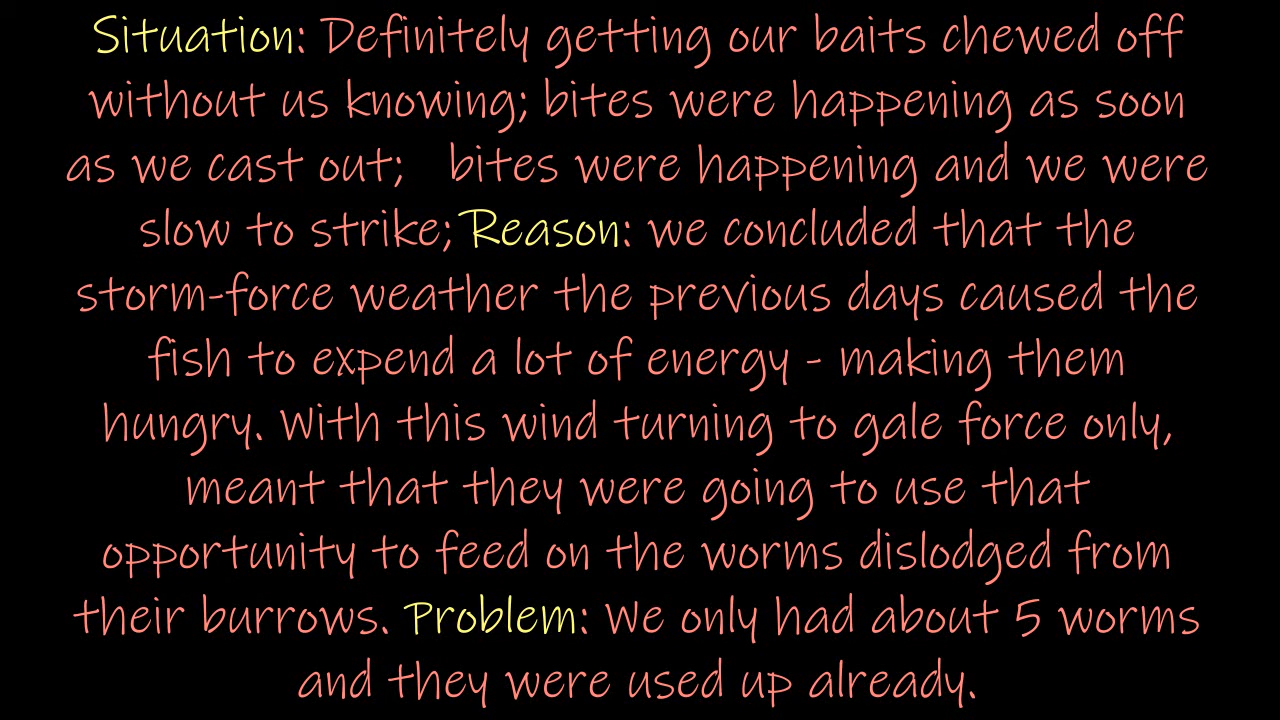 Situation: Definitely getting our baits chewed off
without us knowing; bites were happening as soon
as we cast out;   bites were happening and we were
slow to strike; Reason: we concluded that the
storm-force weather the previous days caused the
fish to expend a lot of energy - making them
hungry. With this wind turning to gale force only,
meant that they were going to use that
opportunity to feed on the worms dislodged from
their burrows. Problem: We only had about 5 worms
and they were used up already.